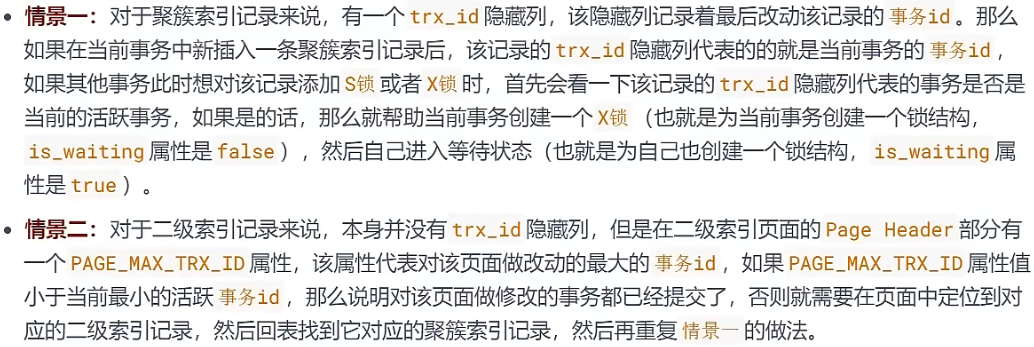 • 情景一：对于聚簇索引记录来说，有一个 trx_id 隐藏列，该隐藏列记录着最后改动该记录的 事务id 。那么
如果在当前事务中新插入一条聚簇索引记录后，该记录的 trx_id 隐藏列代表的的就是当前事务的 事务id ，
如果其他事务此时想对该记录添加 S锁 或者 X锁 时，首先会看一下该记录的 trx_id 隐藏列代表的事务是否是
当前的活跃事务，如果是的话，那么就帮助当前事务创建一个 X锁 （也就是为当前事务创建一个锁结构，
is_waiting 属性是 false ），然后自己进入等待状态（也就是为自己也创建一个锁结构， is_waiting 属
性是 true ）。
• 情景二：对于二级索引记录来说，本身并没有 trx_id 隐藏列，但是在二级索引页面的 Page Header 部分有
一个 PAGE_MAX_TRX_ID 属性，该属性代表对该页面做改动的最大的 事务id ，如果 PAGE_MAX_TRX_ID 属性值
小于当前最小的活跃 事务id ，那么说明对该页面做修改的事务都已经提交了，否则就需要在页面中定位到对
应的二级索引记录，然后回表找到它对应的聚簇索引记录，然后再重复 情景一 的做法。